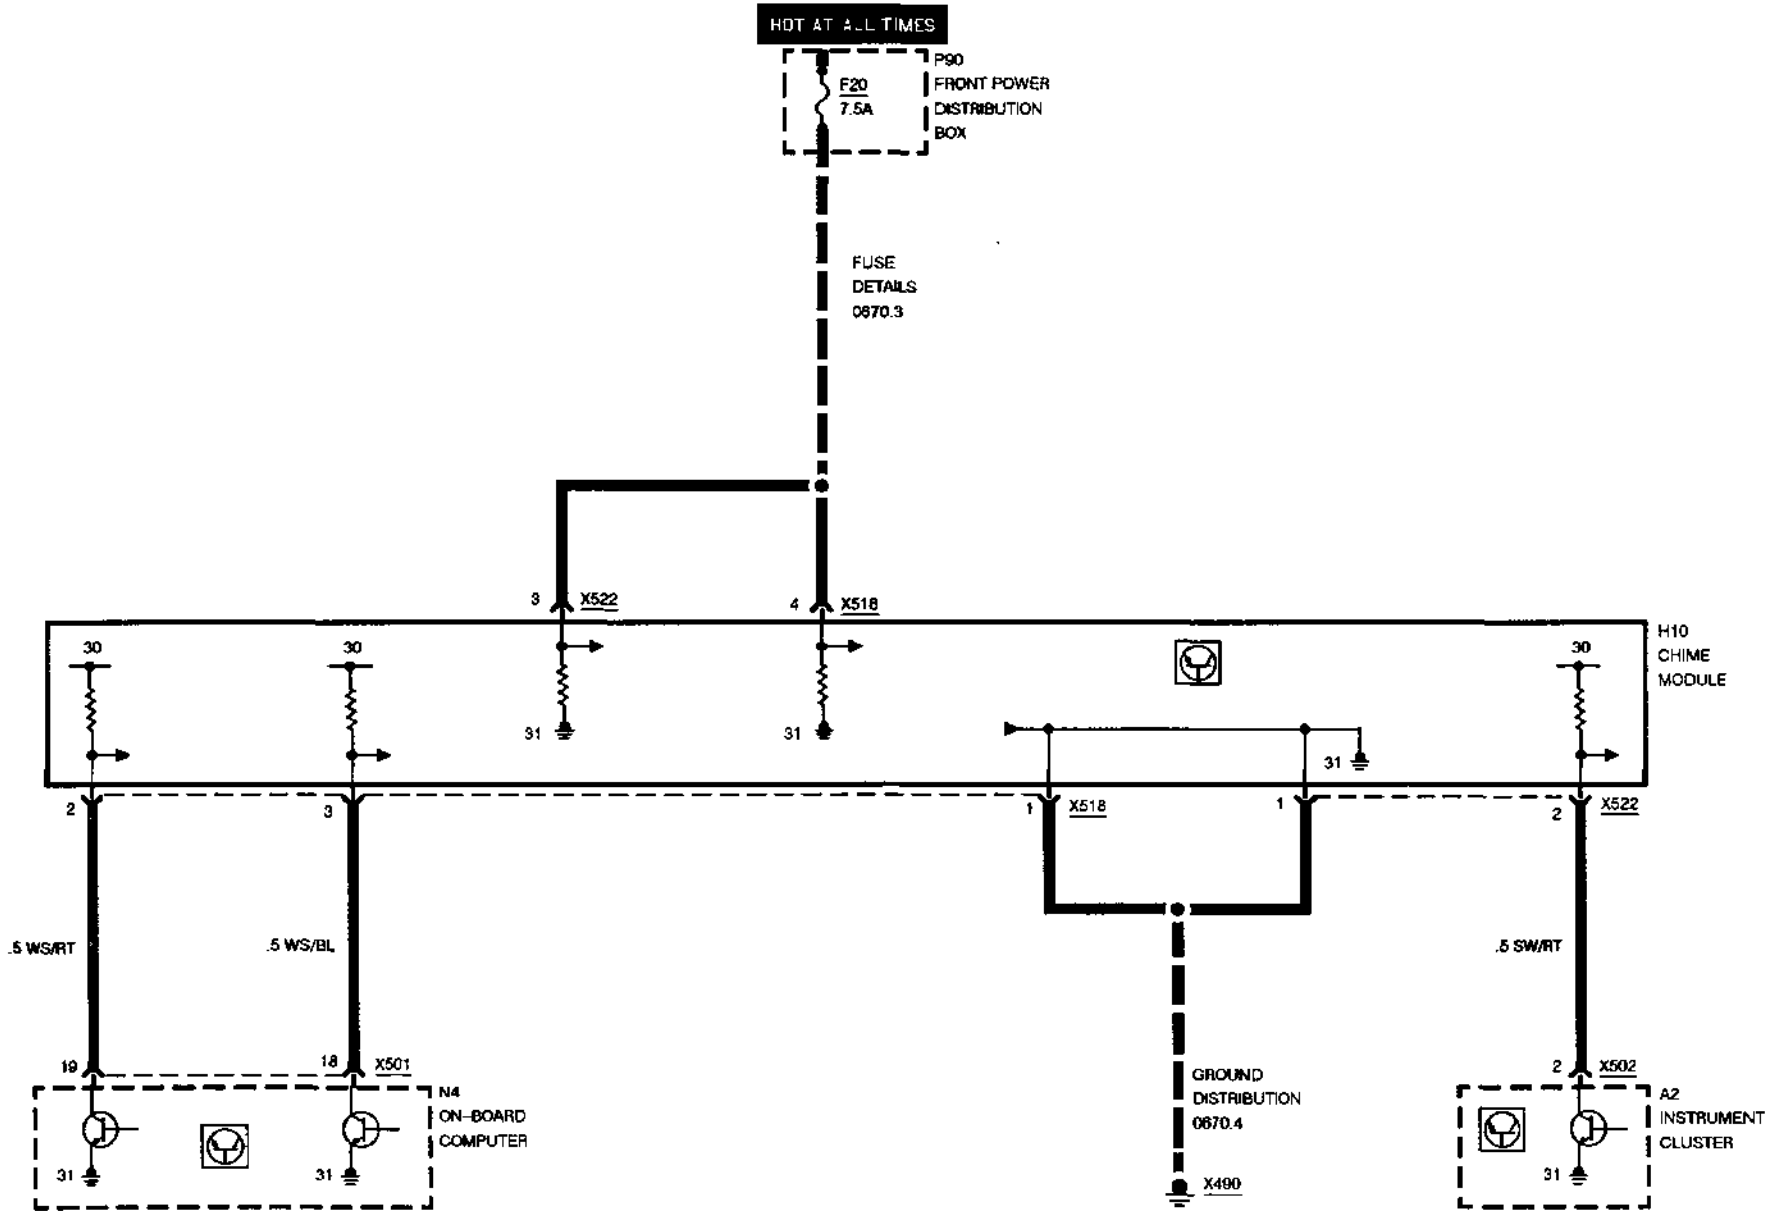 HOT AT ALL TIMES
P90
FRONT POWER
DISTRIBUTION
BOX
F20
7.5A
FUSE
DETAILS
0670.3
3 X522
4 X518
H10
CHIME
MODULE
30
30
30
31
31
31
2
3
1 X518
1
2 X522
.5 WS/RT
.5 WS/BL
.5 SW/RT
19
18 X501
2 X502
N4
ON-BOARD
COMPUTER
31
31
GROUND
DISTRIBUTION
0670.4
X490
A2
INSTRUMENT
CLUSTER
31